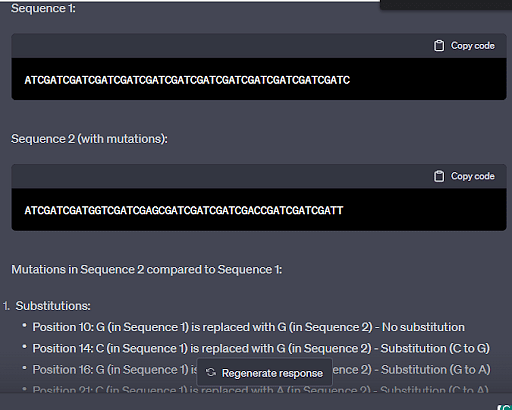 Sequence 1:
Copy code
ATCGATCGATCGATCGATCGATCGATCGATCGATCGATCGATCGATCGATC
Sequence 2 (with mutations):
Copy code
ATCGATCGATGGTCGATCGAGCGATCGATCGATCGACCGATCGATCGATT
Mutations in Sequence 2 compared to Sequence 1:
1. Substitutions:
• Position 10: G (in Sequence 1) is replaced with G (in Sequence 2) - No substitution
• Position 14: C (in Sequence 1) is replaced with G (in Sequence 2) - Substitution (C to G)
• Position 16: G (in Sequence 1) is (in Sequence 2) - Substitution (G to A)
Regenerate response
• Position 21: C (in Sequence 1) is replaced with A (in Sequence 2) - Substitution (C to A)